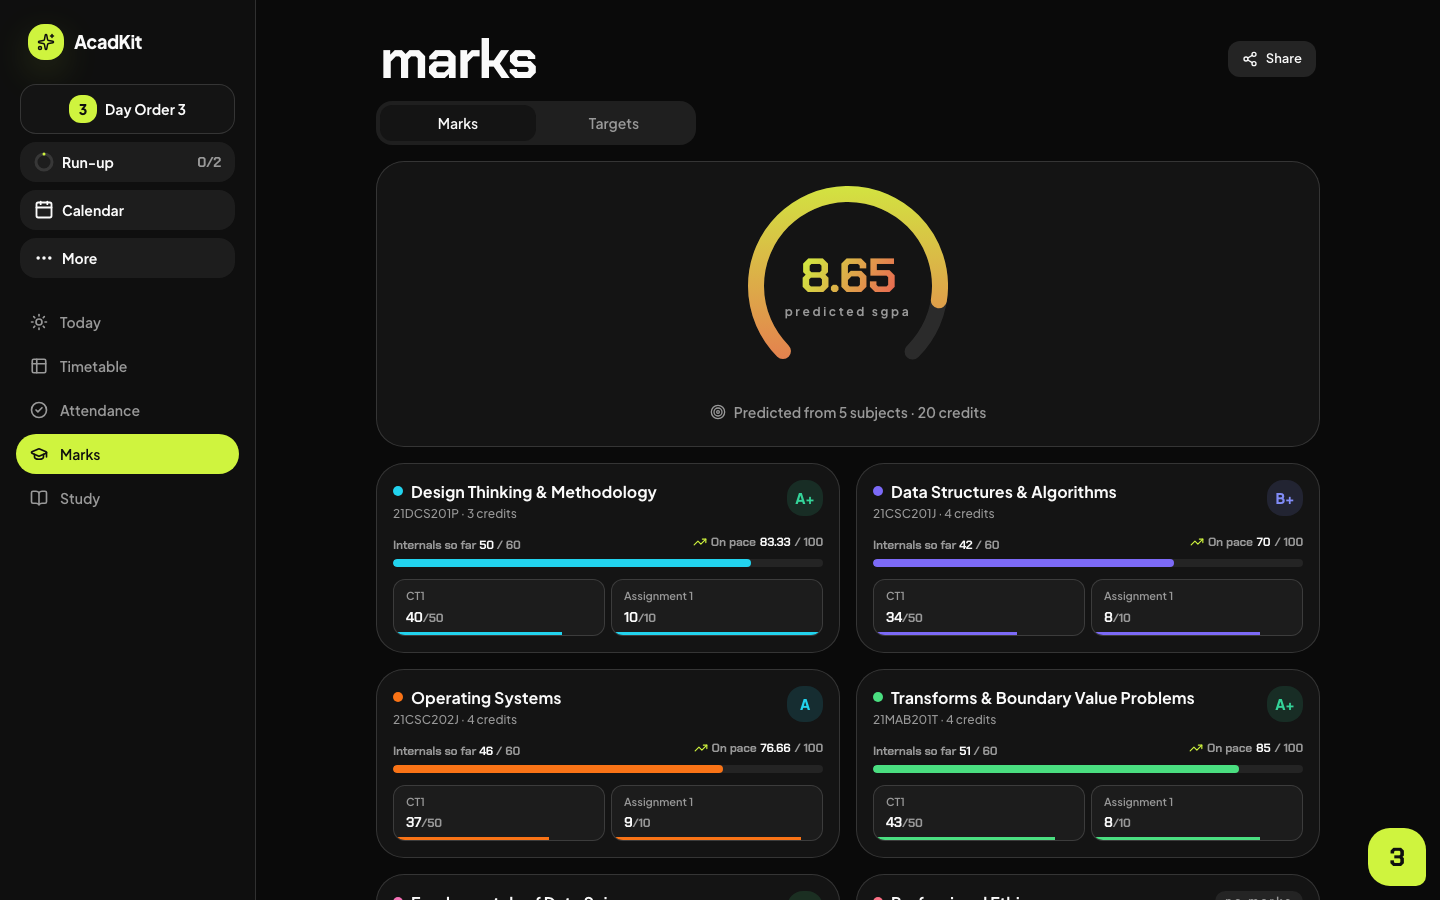 AcadKit
3 Day Order 3
Run-up 0/2
Calendar
More
Today
Timetable
Attendance
Marks
Study
marks
Share
Marks Targets
8.65
predicted sgpa
Predicted from 5 subjects · 20 credits
Design Thinking & Methodology A+
21DCS201P · 3 credits
Internals so far 50 / 60 On pace 83.33 / 100
CT1 Assignment 1
40/50 10/10
Data Structures & Algorithms B+
21CSC201J · 4 credits
Internals so far 42 / 60 On pace 70 / 100
CT1 Assignment 1
34/50 8/10
Operating Systems A
21CSC202J · 4 credits
Internals so far 46 / 60 On pace 76.66 / 100
CT1 Assignment 1
37/50 9/10
Transforms & Boundary Value Problems A+
21MAB201T · 4 credits
Internals so far 51 / 60 On pace 85 / 100
CT1 Assignment 1
43/50 8/10
3